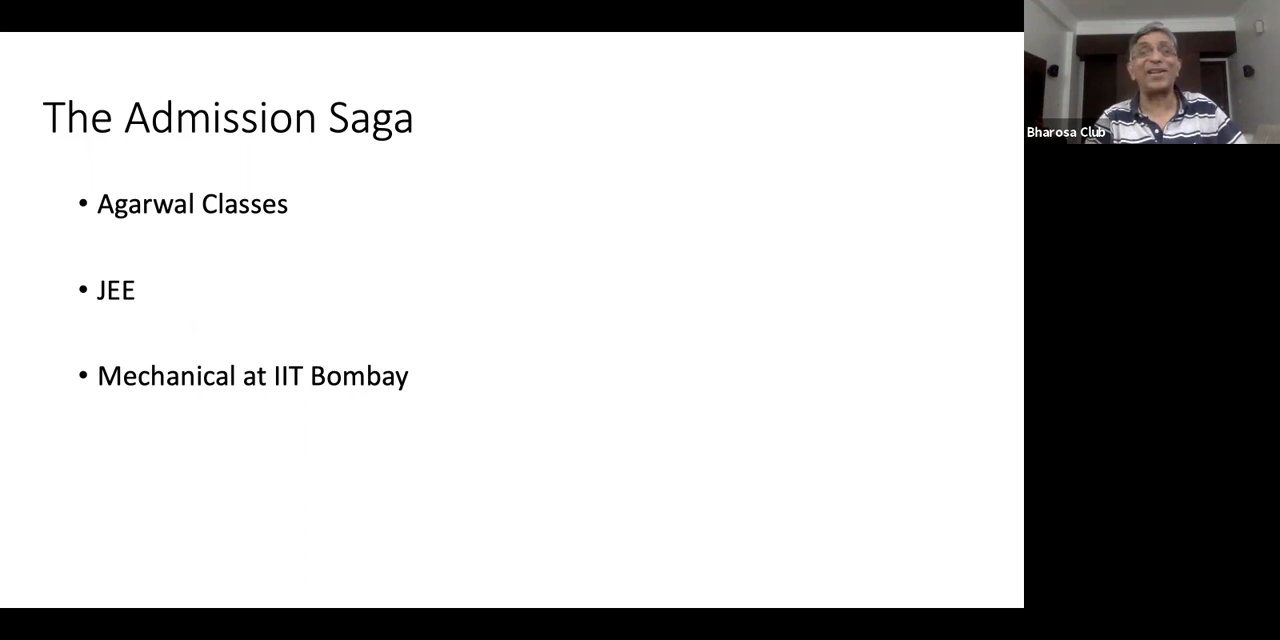 The Admission Saga
• Agarwal Classes
• JEE
• Mechanical at IIT Bombay
Bharosa Club